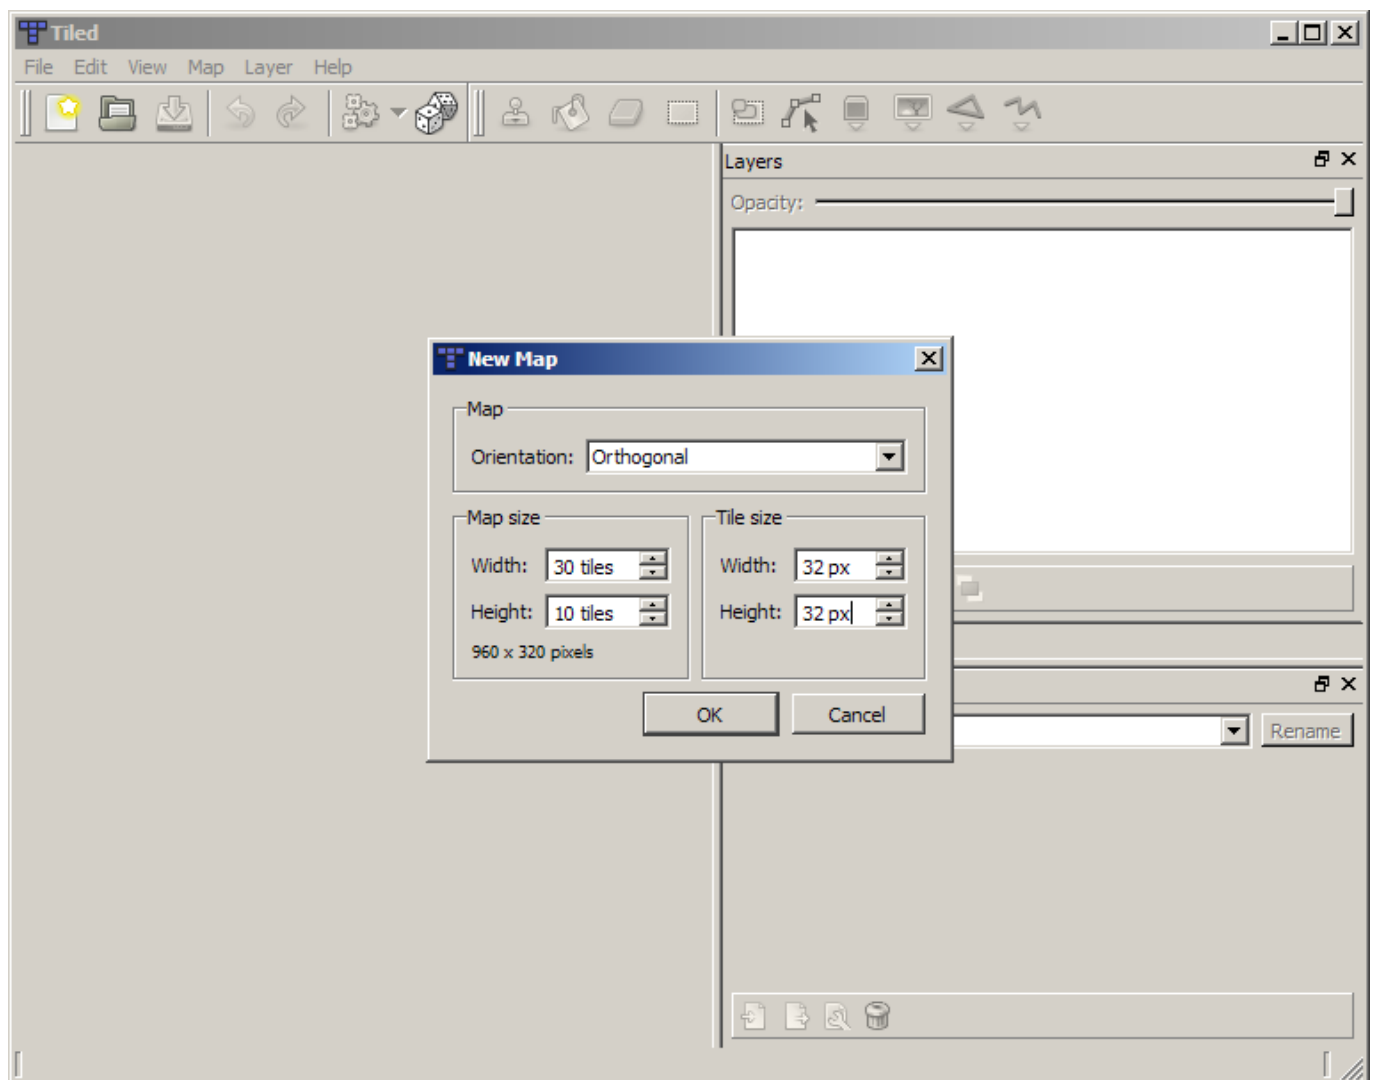 Tiled
File Edit View Map Layer Help
Layers
Opacity:
New Map
Map
Orientation: Orthogonal
Map size
Tile size
Width: 30 tiles
Width: 32 px
Height: 10 tiles
Height: 32 px
960 x 320 pixels
OK
Cancel
Rename